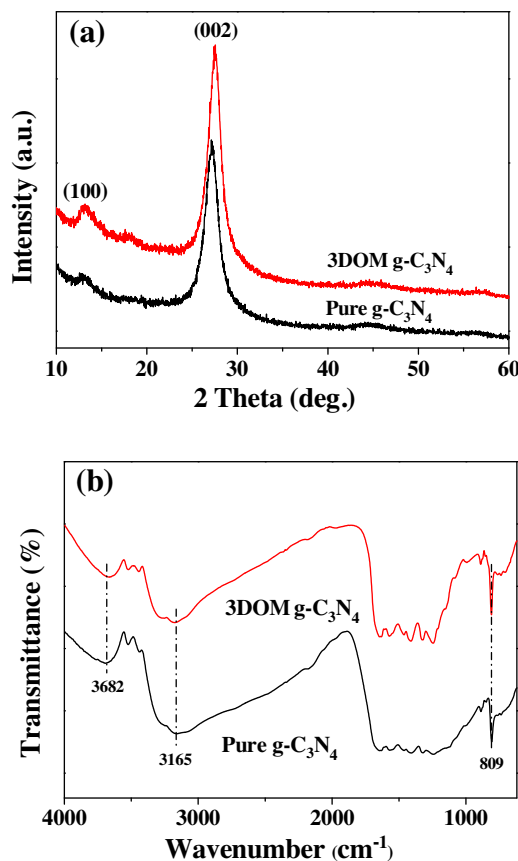 (a)
(002)
(100)
3DOM g-C₃N₄
Pure g-C₃N₄
Intensity (a.u.)
10 20 30 40 50 60
2 Theta (deg.)
(b)
3DOM g-C₃N₄
3682
3165
809
Pure g-C₃N₄
Transmittance (%)
4000 3000 2000 1000
Wavenumber (cm⁻¹)